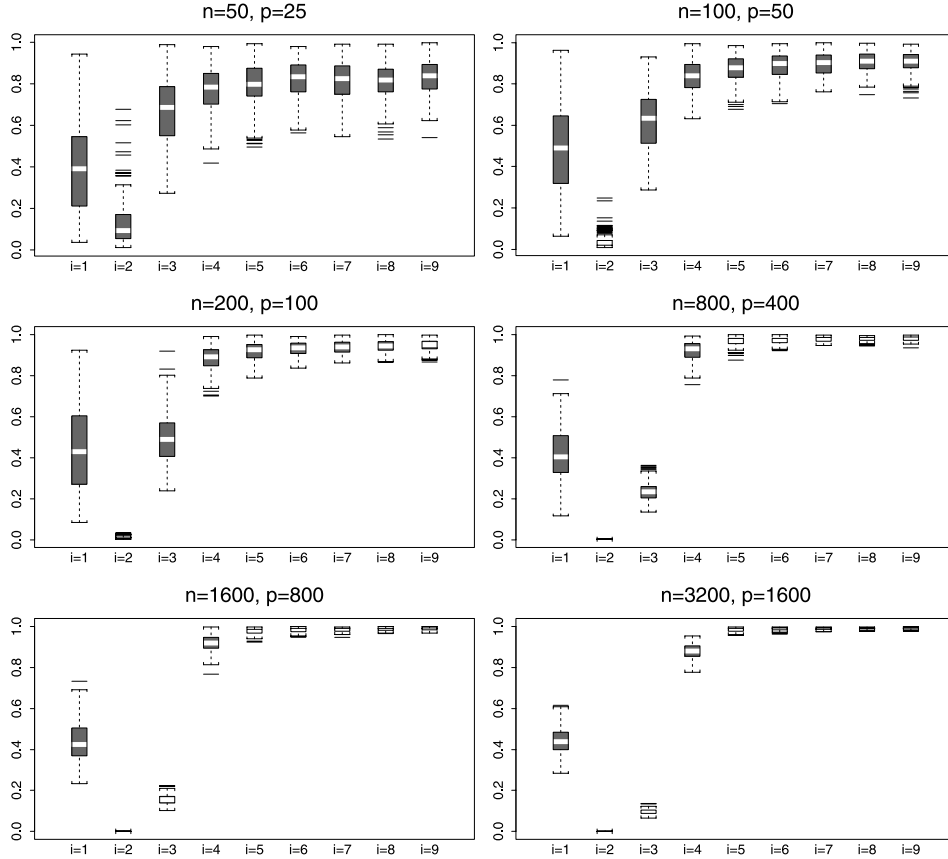 n=50, p=25
n=100, p=50
0.0 0.2 0.4 0.6 0.8 1.0
0.0 0.2 0.4 0.6 0.8 1.0
i=1 i=2 i=3 i=4 i=5 i=6 i=7 i=8 i=9
i=1 i=2 i=3 i=4 i=5 i=6 i=7 i=8 i=9
n=200, p=100
n=800, p=400
0.0 0.2 0.4 0.6 0.8 1.0
0.0 0.2 0.4 0.6 0.8 1.0
i=1 i=2 i=3 i=4 i=5 i=6 i=7 i=8 i=9
i=1 i=2 i=3 i=4 i=5 i=6 i=7 i=8 i=9
n=1600, p=800
n=3200, p=1600
0.0 0.2 0.4 0.6 0.8 1.0
0.0 0.2 0.4 0.6 0.8 1.0
i=1 i=2 i=3 i=4 i=5 i=6 i=7 i=8 i=9
i=1 i=2 i=3 i=4 i=5 i=6 i=7 i=8 i=9